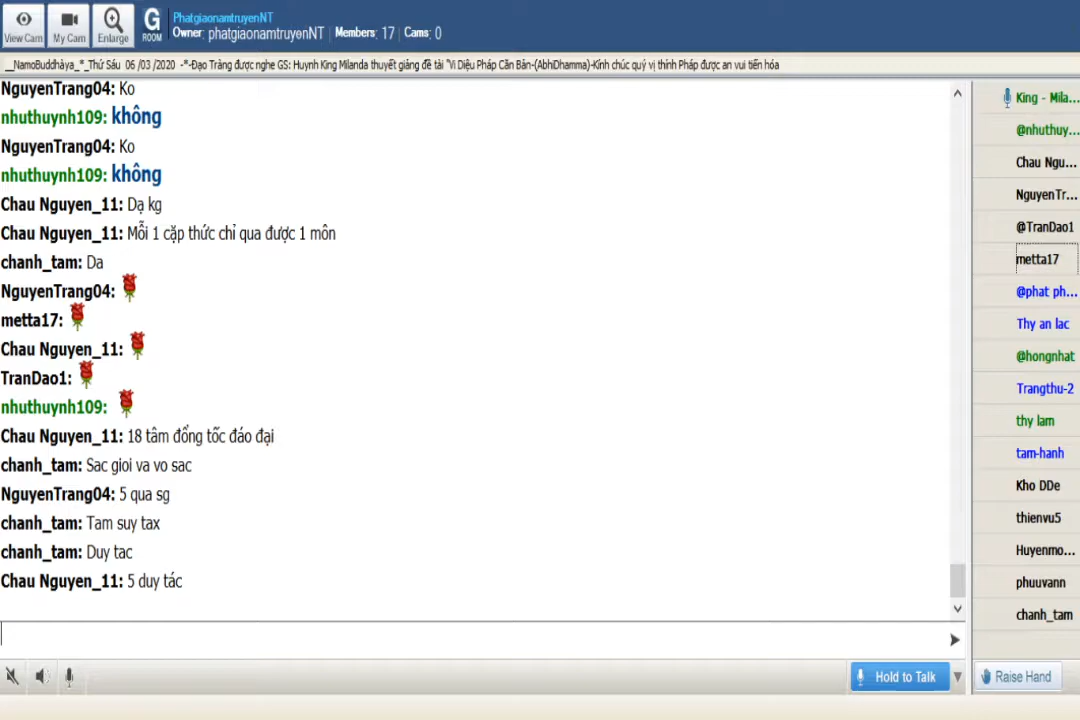 View Cam
My Cam
Enlarge
G
ROOM
PhatgiaonamtruyenNT
Owner: phatgiaonamtruyenNT Members: 17 Cams: 0
__NamoBuddhàya_*_Thứ Sáu 06 /03 /2020 -*-Đạo Tràng được nghe GS: Huỳnh King Milanda thuyết giảng đề tài "Vi Diệu Pháp Căn Bản-(AbhiDhamma)-Kính chúc quý vị thính Pháp được an vui tiến hóa
NguyenTrang04: Ko
nhuthuynh109: không
NguyenTrang04: Ko
nhuthuynh109: không
Chau Nguyen_11: Dạ kg
Chau Nguyen_11: Mỗi 1 cặp thức chỉ qua được 1 môn
chanh_tam: Da
NguyenTrang04:
metta17:
Chau Nguyen_11:
TranDao1:
nhuthuynh109:
Chau Nguyen_11: 18 tâm đổng tốc đáo đại
chanh_tam: Sac gioi va vo sac
NguyenTrang04: 5 qua sg
chanh_tam: Tam suy tax
chanh_tam: Duy tac
Chau Nguyen_11: 5 duy tác
King - Mila...
@nhuthuy...
Chau Ngu...
NguyenTr...
@TranDao1
metta17
@phat ph...
Thy an lac
@hongnhat
Trangthu-2
thy lam
tam-hanh
Kho DDe
thienvu5
Huyenmo...
phuuvann
chanh_tam
Hold to Talk
Raise Hand